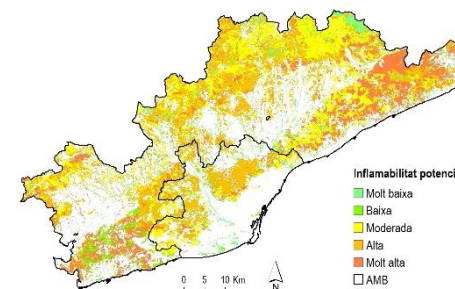 Inflamabilitat potenci
Molt baixa
Baixa
Moderada
Alta
Molt alta
AMB
0 5 10 Km
N